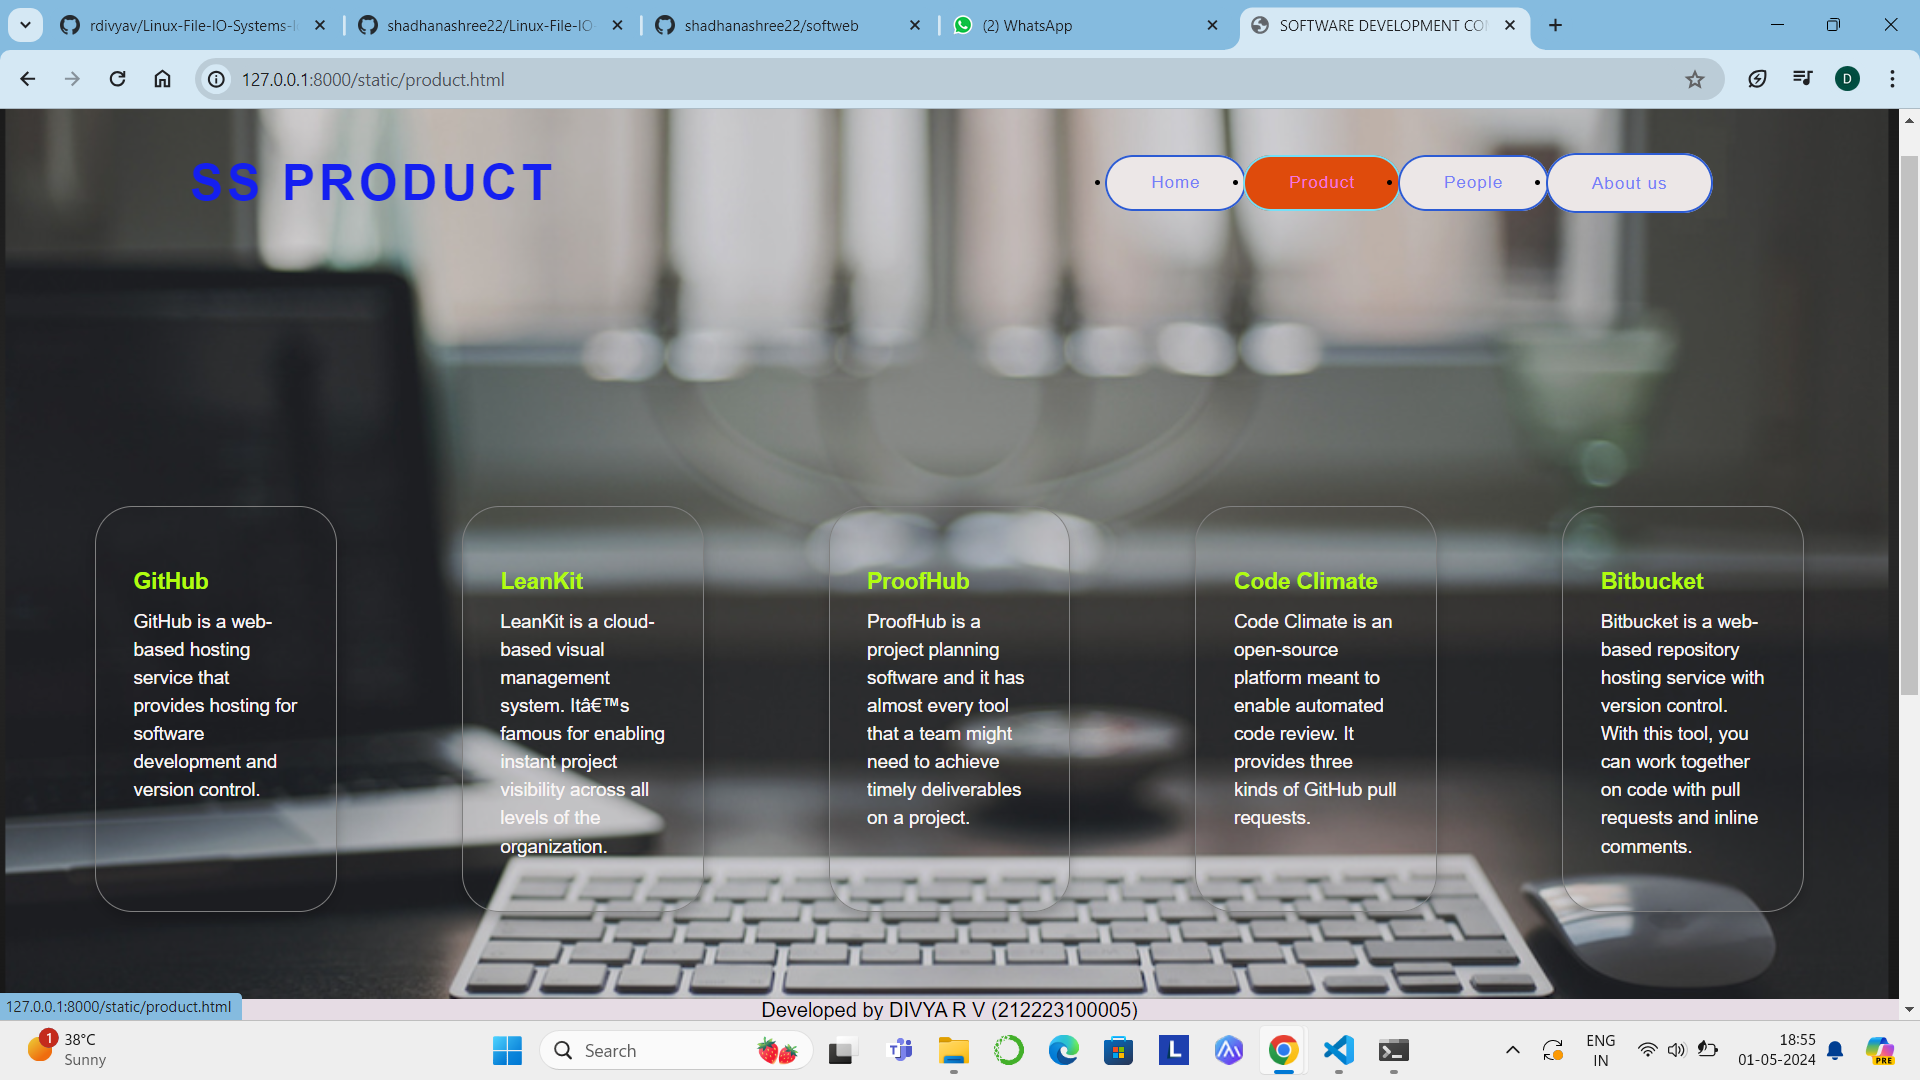 rdivyav/Linux-File-IO-Systems-l
shadhanashree22/Linux-File-IO-
shadhanashree22/softweb
(2) WhatsApp
SOFTWARE DEVELOPMENT CO
127.0.0.1:8000/static/product.html
D
SS PRODUCT
Home
Product
People
About us
GitHub
GitHub is a web-
based hosting
service that
provides hosting for
software
development and
version control.
LeanKit
LeanKit is a cloud-
based visual
management
system. Itâ€™s
famous for enabling
instant project
visibility across all
levels of the
organization.
ProofHub
ProofHub is a
project planning
software and it has
almost every tool
that a team might
need to achieve
timely deliverables
on a project.
Code Climate
Code Climate is an
open-source
platform meant to
enable automated
code review. It
provides three
kinds of GitHub pull
requests.
Bitbucket
Bitbucket is a web-
based repository
hosting service with
version control.
With this tool, you
can work together
on code with pull
requests and inline
comments.
127.0.0.1:8000/static/product.html
Developed by DIVYA R V (212223100005)
1
38°C
Sunny
Search
L
PRE
ENG
IN
18:55
01-05-2024